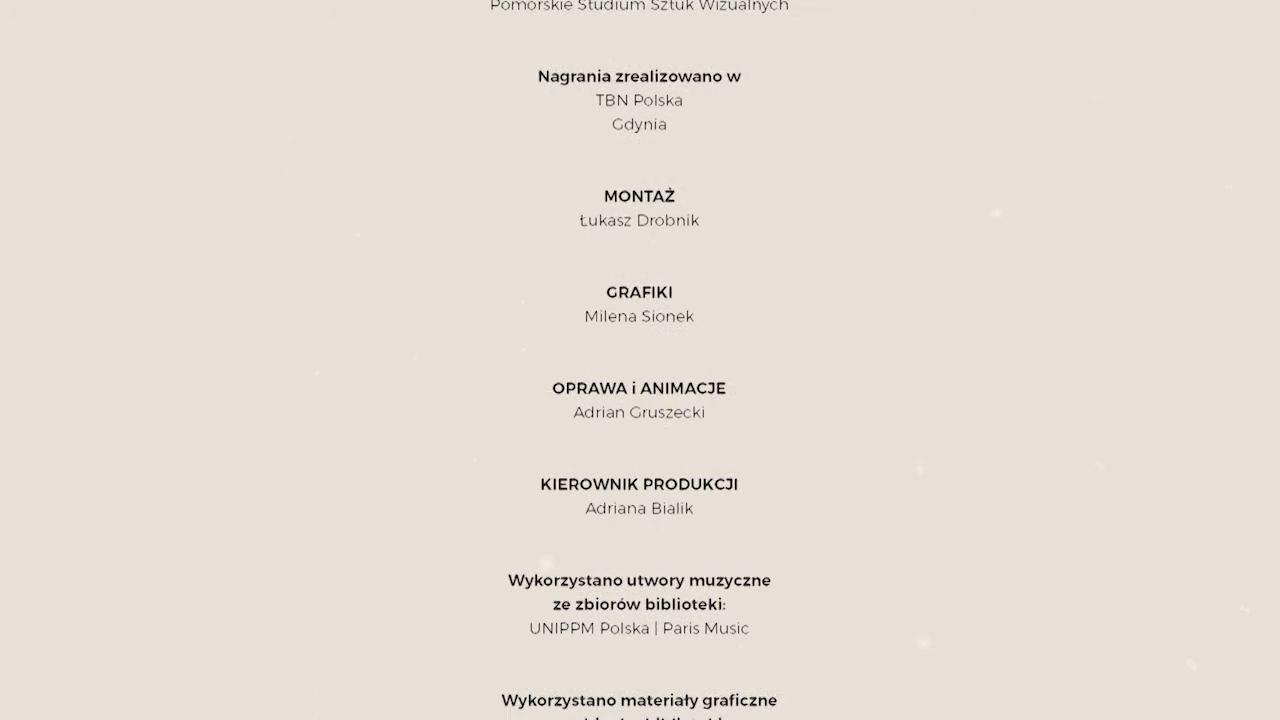 Pomorskie Studium Sztuk Wizualnych
Nagrania zrealizowano w
TBN Polska
Gdynia
MONTAŻ
Łukasz Drobnik
GRAFIKI
Milena Sionek
OPRAWA i ANIMACJE
Adrian Gruszecki
KIEROWNIK PRODUKCJI
Adriana Bialik
Wykorzystano utwory muzyczne
ze zbiorów biblioteki:
UNIPPM Polska | Paris Music
Wykorzystano materiały graficzne